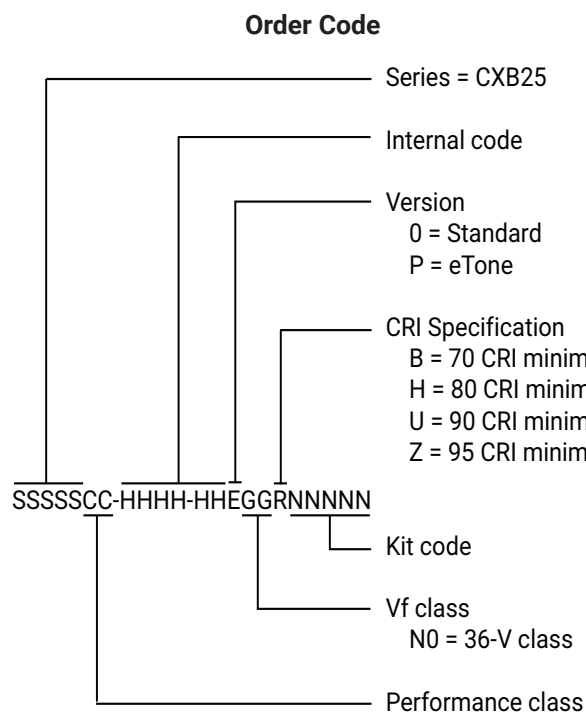 Order Code
Series = CXB25
Internal code
Version
0 = Standard
P = eTone
CRI Specification
B = 70 CRI minim
H = 80 CRI minim
U = 90 CRI minim
Z = 95 CRI minim
SSSSSCC-HHHH-HHEGGRNNNNN
Kit code
Vf class
N0 = 36-V class
Performance class